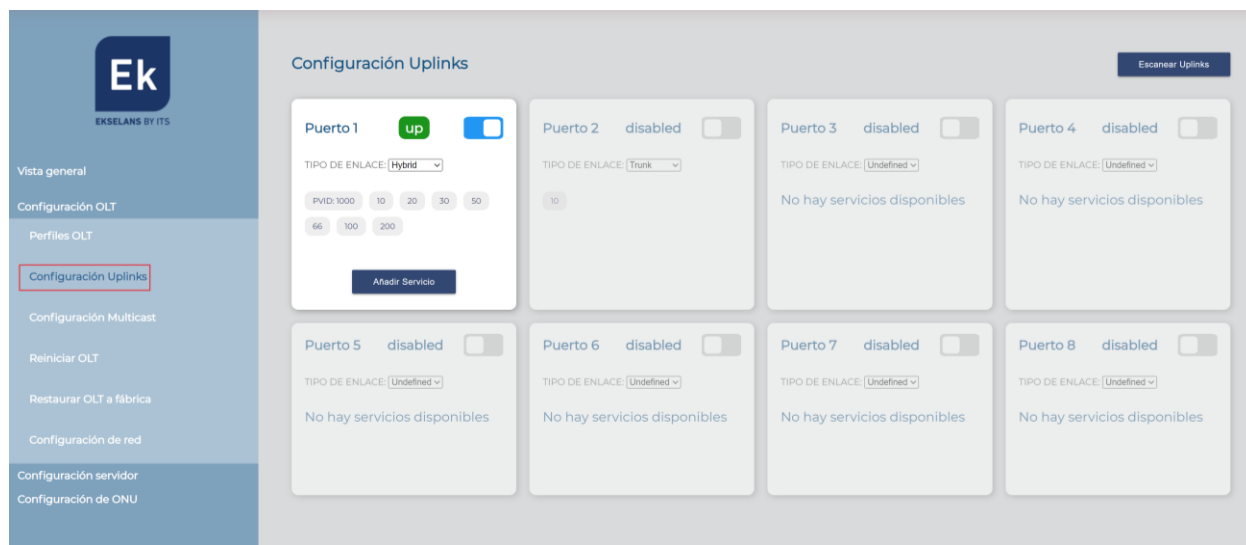 Ek
EKSELANS BY ITS
Vista general
Configuración OLT
Perfiles OLT
Configuración Uplinks
Configuración Multicast
Reiniciar OLT
Restaurar OLT a fábrica
Configuración de red
Configuración servidor
Configuración de ONU
Configuración Uplinks
Escanear Uplinks
Puerto 1 up
TIPO DE ENLACE: Hybrid
PVID: 1000 10 20 30 50
66 100 200
Añadir Servicio
Puerto 2 disabled
TIPO DE ENLACE: Trunk
10
Puerto 3 disabled
TIPO DE ENLACE: Undefined
No hay servicios disponibles
Puerto 4 disabled
TIPO DE ENLACE: Undefined
No hay servicios disponibles
Puerto 5 disabled
TIPO DE ENLACE: Undefined
No hay servicios disponibles
Puerto 6 disabled
TIPO DE ENLACE: Undefined
No hay servicios disponibles
Puerto 7 disabled
TIPO DE ENLACE: Undefined
No hay servicios disponibles
Puerto 8 disabled
TIPO DE ENLACE: Undefined
No hay servicios disponibles